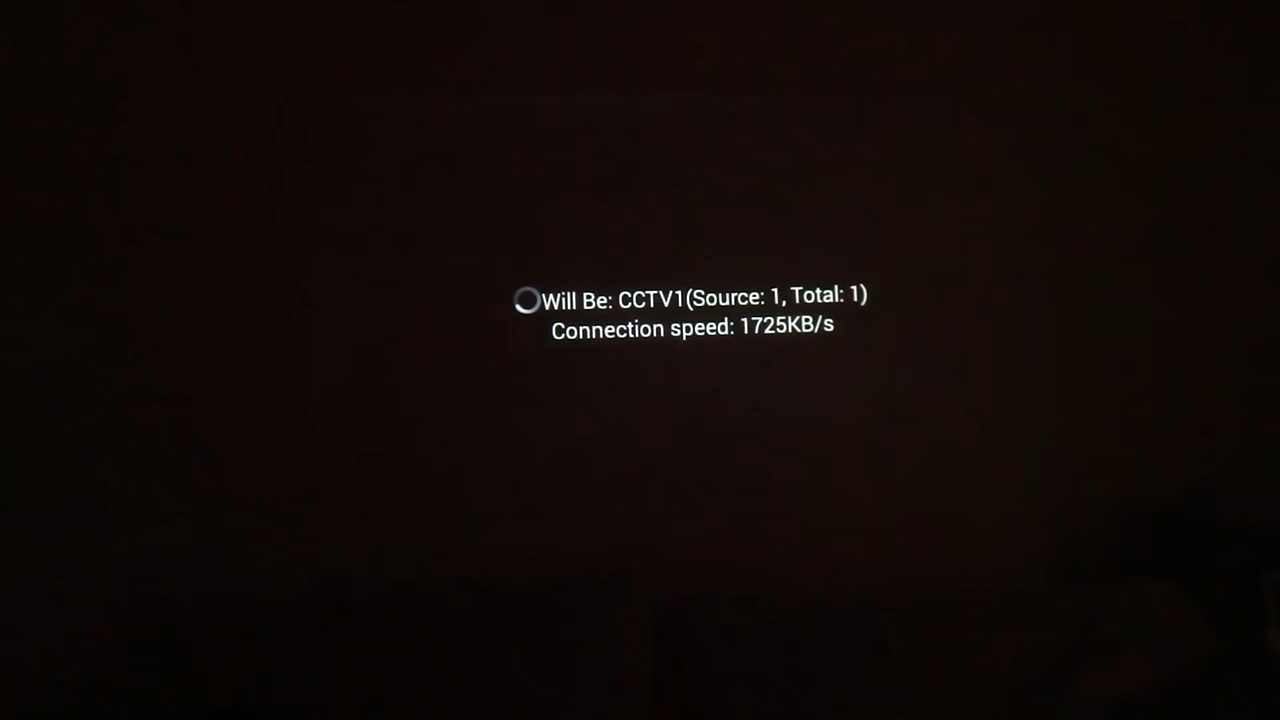 Will Be: CCTV1(Source: 1, Total: 1)
Connection speed: 1725KB/s